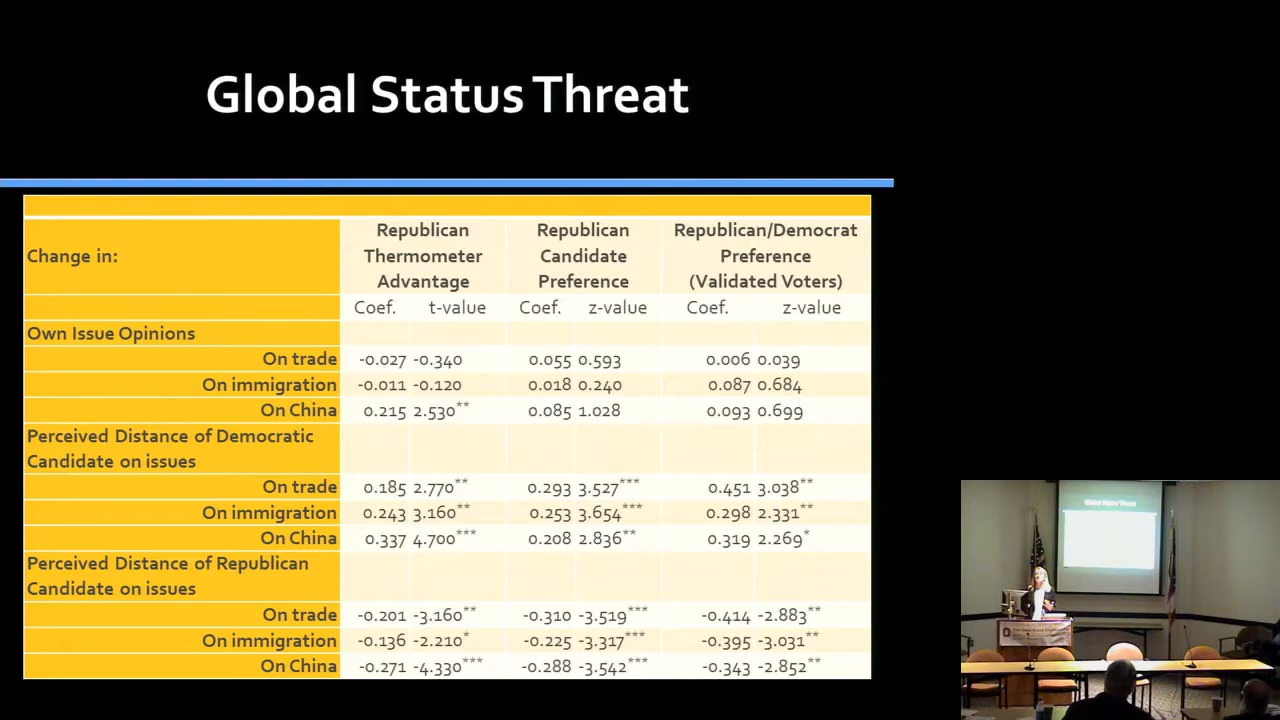 Global Status Threat
Change in:
Republican Thermometer Advantage
Republican Candidate Preference
Republican/Democrat Preference (Validated Voters)
Coef. t-value Coef. z-value Coef. z-value
Own Issue Opinions
On trade -0.027 -0.340 0.055 0.593 0.006 0.039
On immigration -0.011 -0.120 0.018 0.240 0.087 0.684
On China 0.215 2.530** 0.085 1.028 0.093 0.699
Perceived Distance of Democratic
Candidate on issues
On trade 0.185 2.770** 0.293 3.527*** 0.451 3.038**
On immigration 0.243 3.160** 0.253 3.654*** 0.298 2.331**
On China 0.337 4.700*** 0.208 2.836** 0.319 2.269*
Perceived Distance of Republican
Candidate on issues
On trade -0.201 -3.160** -0.310 -3.519*** -0.414 -2.883**
On immigration -0.136 -2.210* -0.225 -3.317*** -0.395 -3.031**
On China -0.271 -4.330*** -0.288 -3.542*** -0.343 -2.852**
Global Status Threat